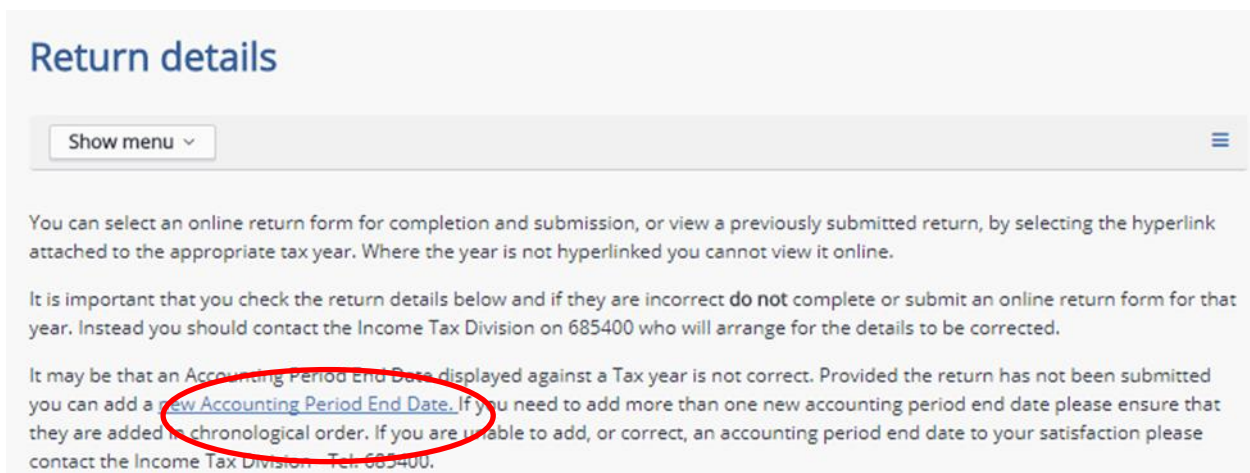 Return details
Show menu
You can select an online return form for completion and submission, or view a previously submitted return, by selecting the hyperlink
attached to the appropriate tax year. Where the year is not hyperlinked you cannot view it online.
It is important that you check the return details below and if they are incorrect do not complete or submit an online return form for that
year. Instead you should contact the Income Tax Division on 685400 who will arrange for the details to be corrected.
It may be that an Accounting Period End Date displayed against a Tax year is not correct. Provided the return has not been submitted
you can add a new Accounting Period End Date. If you need to add more than one new accounting period end date please ensure that
they are added in chronological order. If you are unable to add, or correct, an accounting period end date to your satisfaction please
contact the Income Tax Division - Tel: 685400.